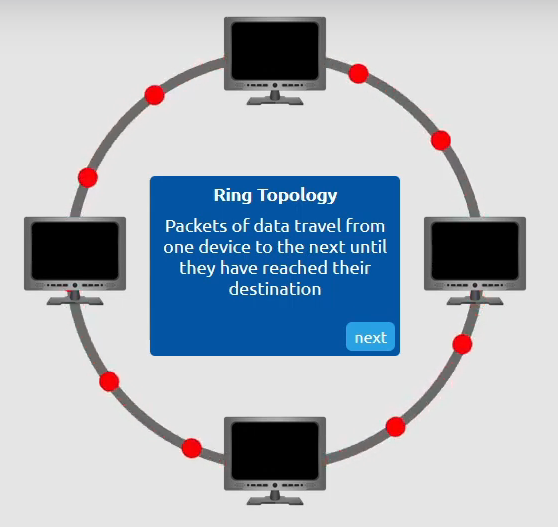 Ring Topology
Packets of data travel from
one device to the next until
they have reached their
destination
next